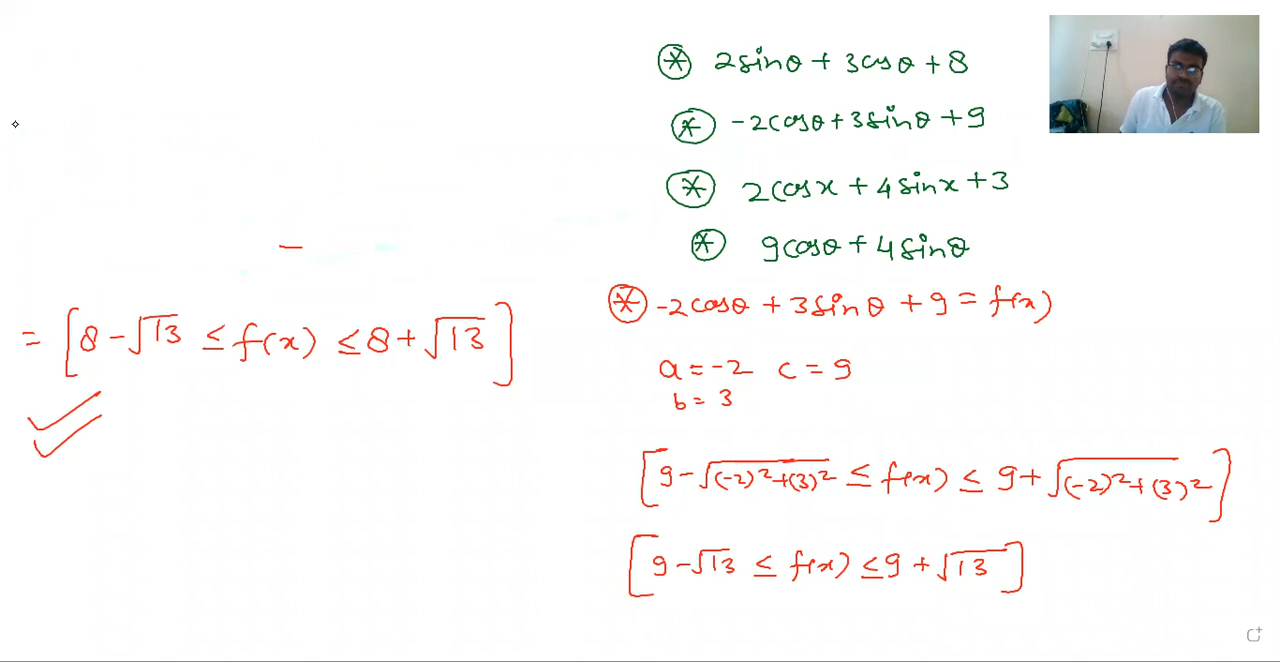 ⊛ 2sinθ + 3cosθ + 8
⊛ -2cosθ + 3sinθ + 9
⊛ 2cosx + 4sinx + 3
⊛ 9cosθ + 4sinθ
⊛ -2cosθ + 3sinθ + 9 = f(x)
= [8 - √13 ≤ f(x) ≤ 8 + √13]
a = -2 c = 9
b = 3
[9 - √(-2)² + (3)² ≤ f(x) ≤ 9 + √(-2)² + (3)²]
[9 - √13 ≤ f(x) ≤ 9 + √13]